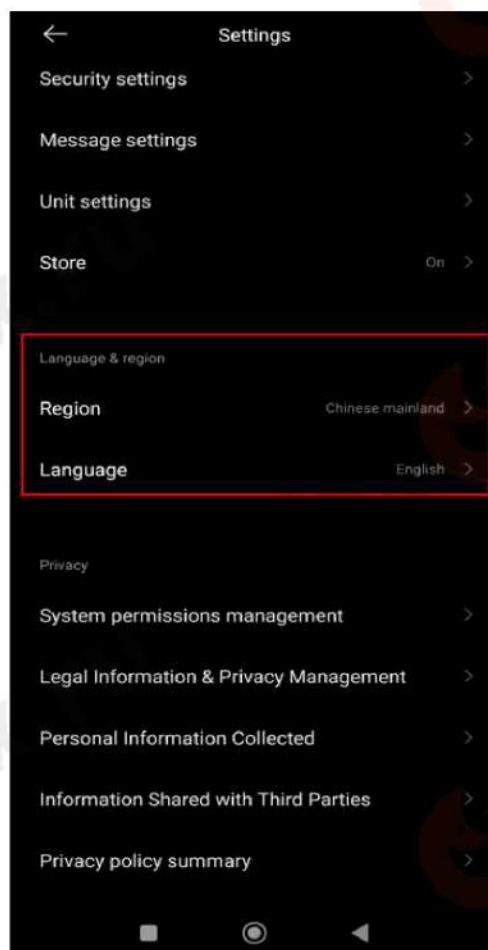 Settings
Security settings
Message settings
Unit settings
Store On
Language & region
Region Chinese mainland
Language English
Privacy
System permissions management
Legal Information & Privacy Management
Personal Information Collected
Information Shared with Third Parties
Privacy policy summary